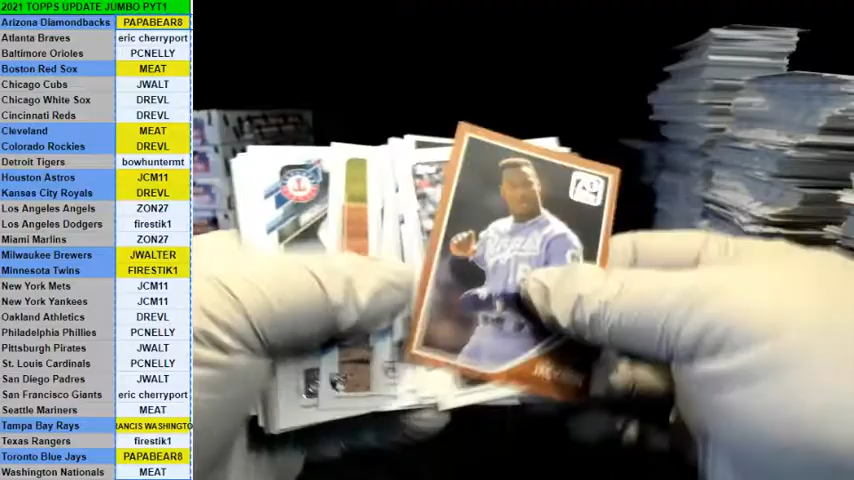 2021 TOPPS UPDATE JUMBO PYT1
Arizona Diamondbacks PAPABEAR8
Atlanta Braves eric cherryport
Baltimore Orioles PCNELLY
Boston Red Sox MEAT
Chicago Cubs JWALT
Chicago White Sox DREVL
Cincinnati Reds DREVL
Cleveland MEAT
Colorado Rockies DREVL
Detroit Tigers bowhuntermt
Houston Astros JCM11
Kansas City Royals DREVL
Los Angeles Angels ZON27
Los Angeles Dodgers firestik1
Miami Marlins ZON27
Milwaukee Brewers JWALTER
Minnesota Twins FIRESTIK1
New York Mets JCM11
New York Yankees JCM11
Oakland Athletics DREVL
Philadelphia Phillies PCNELLY
Pittsburgh Pirates JWALT
St. Louis Cardinals PCNELLY
San Diego Padres JWALT
San Francisco Giants eric cherryport
Seattle Mariners MEAT
Tampa Bay Rays RANCIS WASHINGTO
Texas Rangers firestik1
Toronto Blue Jays PAPABEAR8
Washington Nationals MEAT